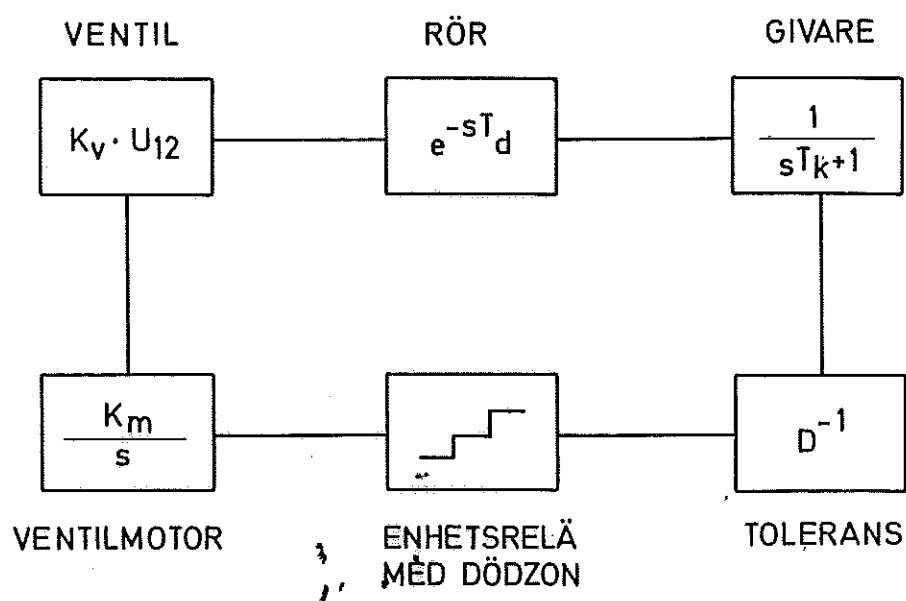 VENTIL
RÖR
GIVARE
K_v · U_12
e^-sT_d
1
sT_k+1
K_m
s
D^-1
VENTILMOTOR
ENHETSRELÄ
MED DÖDZON
TOLERANS